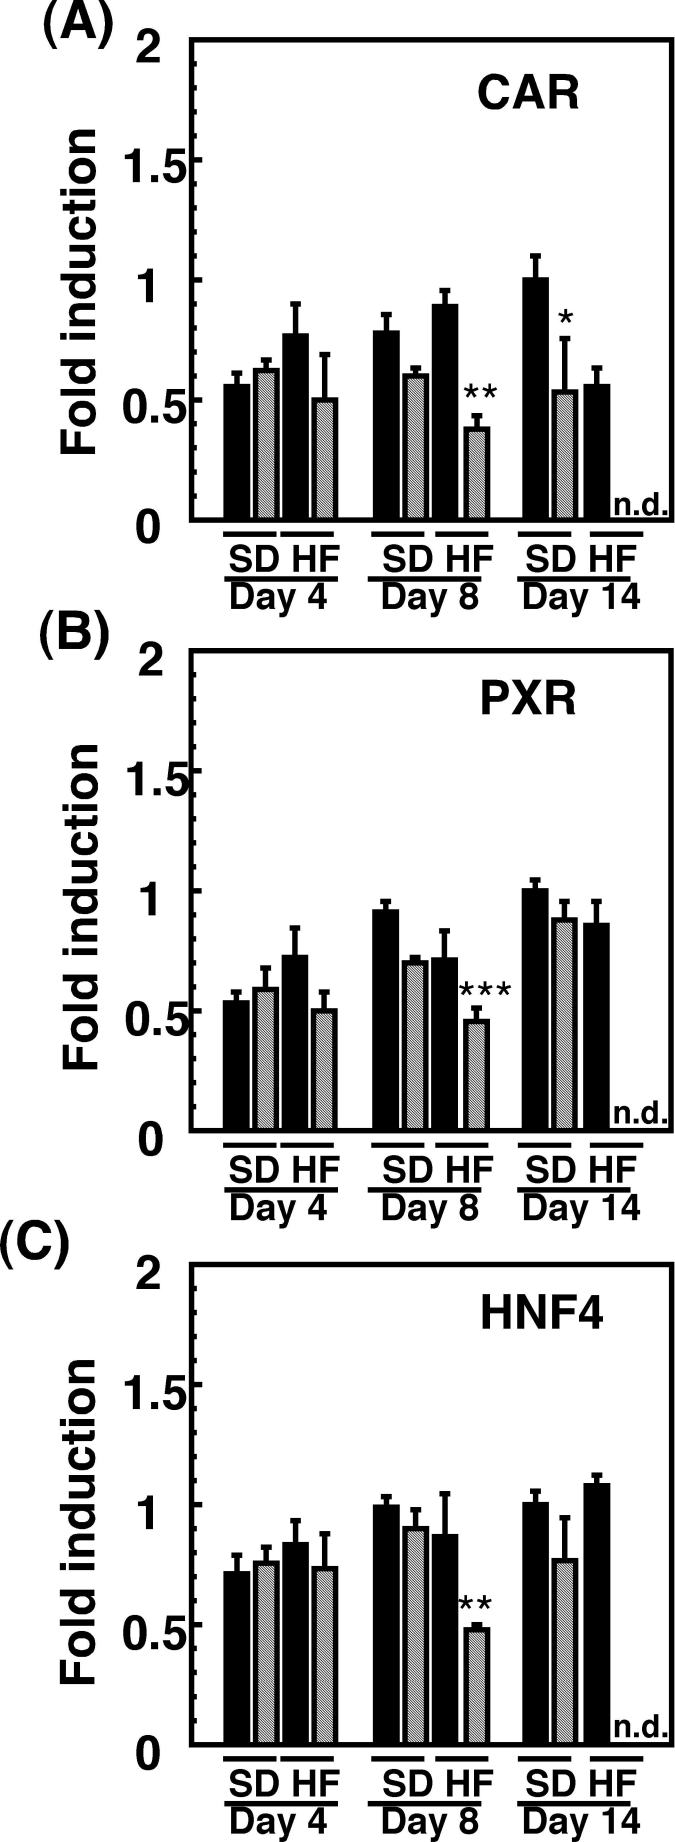 (A)
2
CAR
1.5
Fold induction
1
*
**
0.5
n.d.
0
SD HF SD HF SD HF
Day 4 Day 8 Day 14
(B)
2
PXR
1.5
Fold induction
1
***
0.5
n.d.
0
SD HF SD HF SD HF
Day 4 Day 8 Day 14
(C)
2
HNF4
1.5
Fold induction
1
**
0.5
n.d.
0
SD HF SD HF SD HF
Day 4 Day 8 Day 14